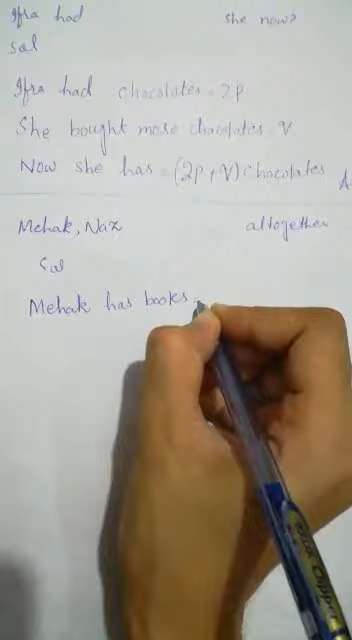 Ifra had she now?
Sol
Ifra had chocolates = 2p
She bought more chocolates = V
Now she has = (2p + V) chocolates
Mehak, Naz altogether
Sol
Mehak has books =